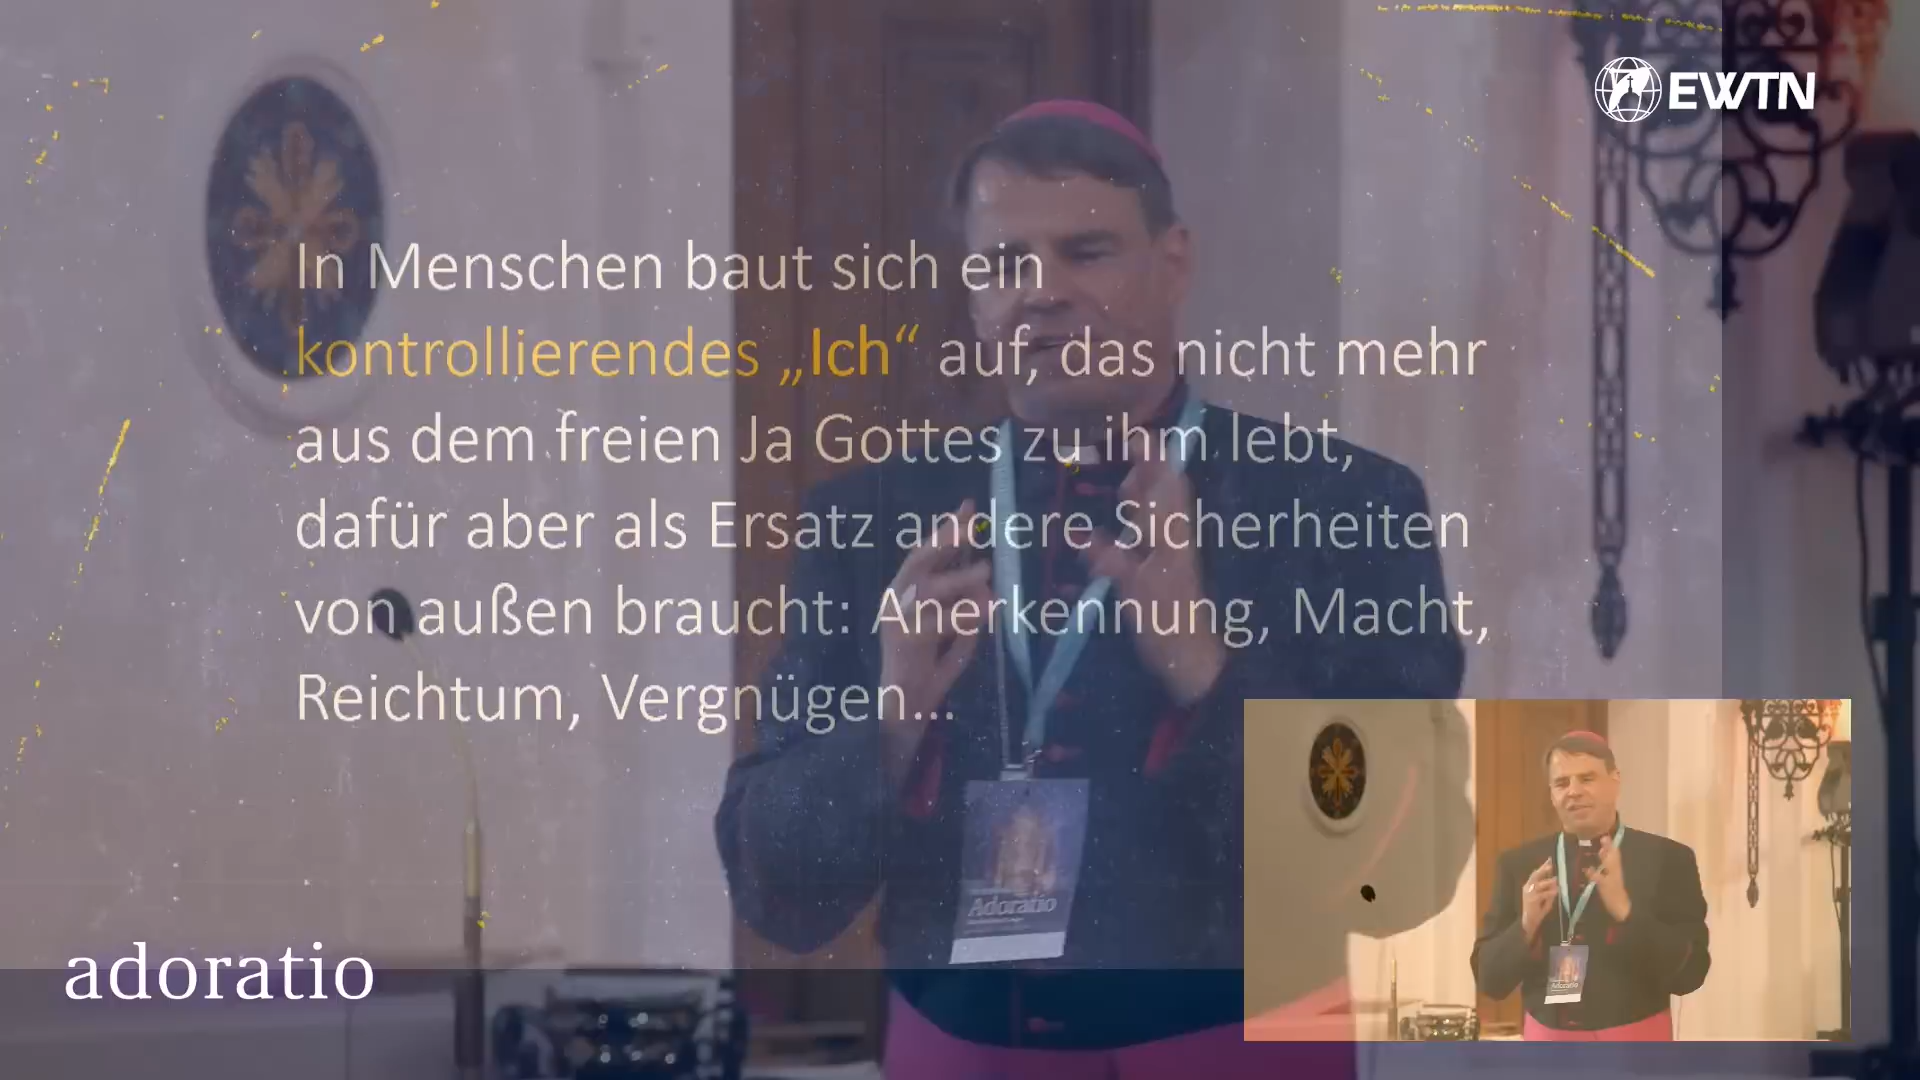 EWTN
In Menschen baut sich ein
kontrollierendes „Ich“ auf, das nicht mehr
aus dem freien Ja Gottes zu ihm lebt,
dafür aber als Ersatz andere Sicherheiten
von außen braucht: Anerkennung, Macht,
Reichtum, Vergnügen...
Adoratio
adoratio
Adoratio